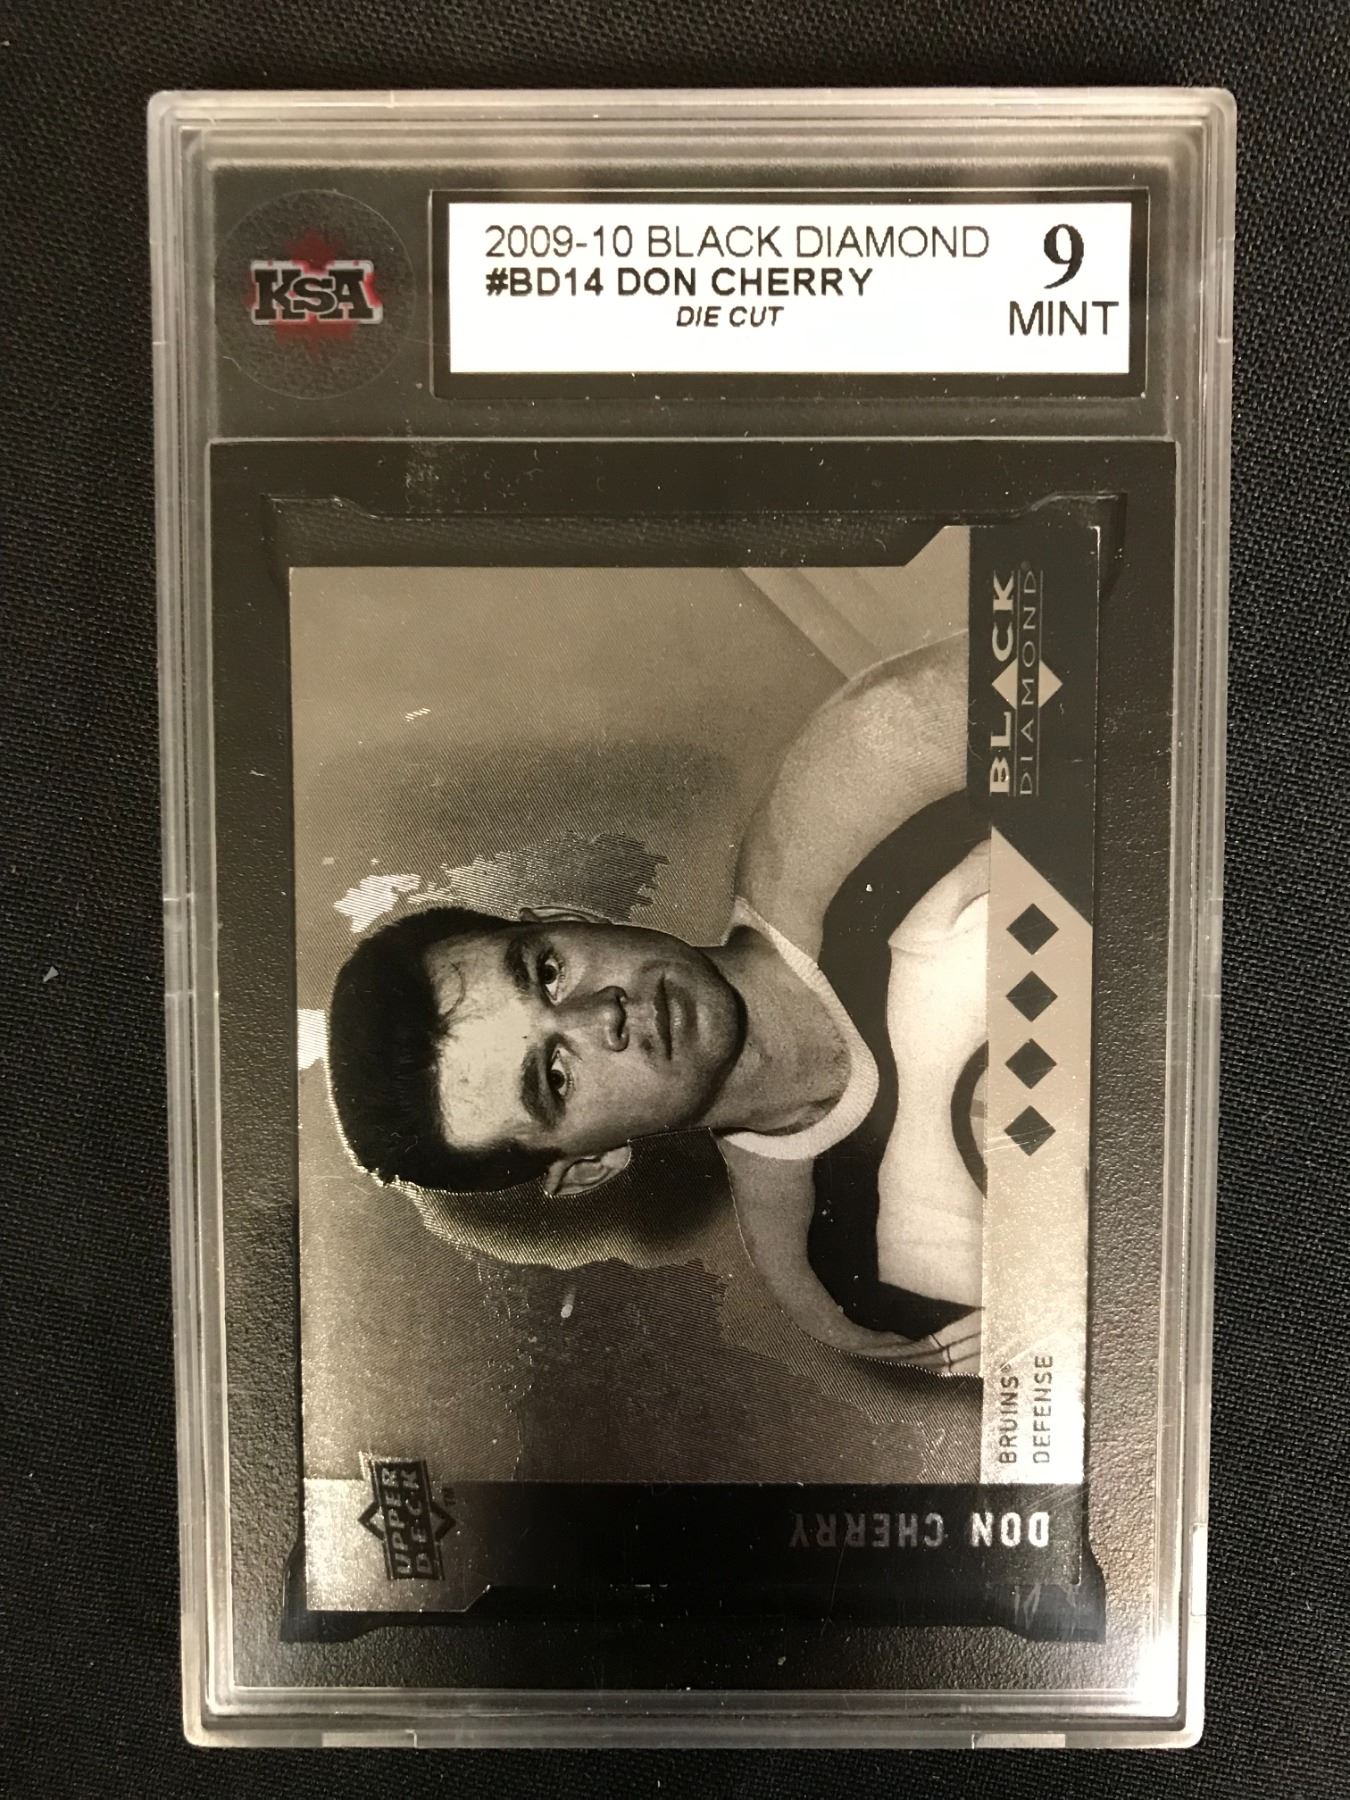 KSA
2009-10 BLACK DIAMOND
#BD14 DON CHERRY
DIE CUT
9
MINT
BLACK
DIAMOND
BRUINS
DEFENSE
DON CHERRY
UPPER
DECK
TM